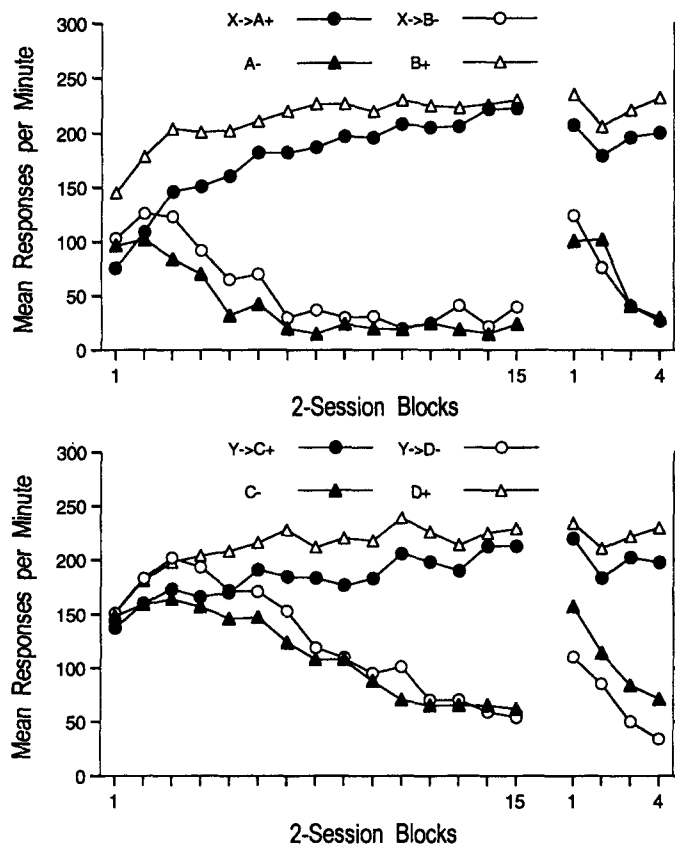 X->A+ X->B-
A- B+
300
250
200
150
100
50
0
Mean Responses per Minute
1 15 1 4
2-Session Blocks
Y->C+ Y->D-
C- D+
300
250
200
150
100
50
0
Mean Responses per Minute
1 15 1 4
2-Session Blocks